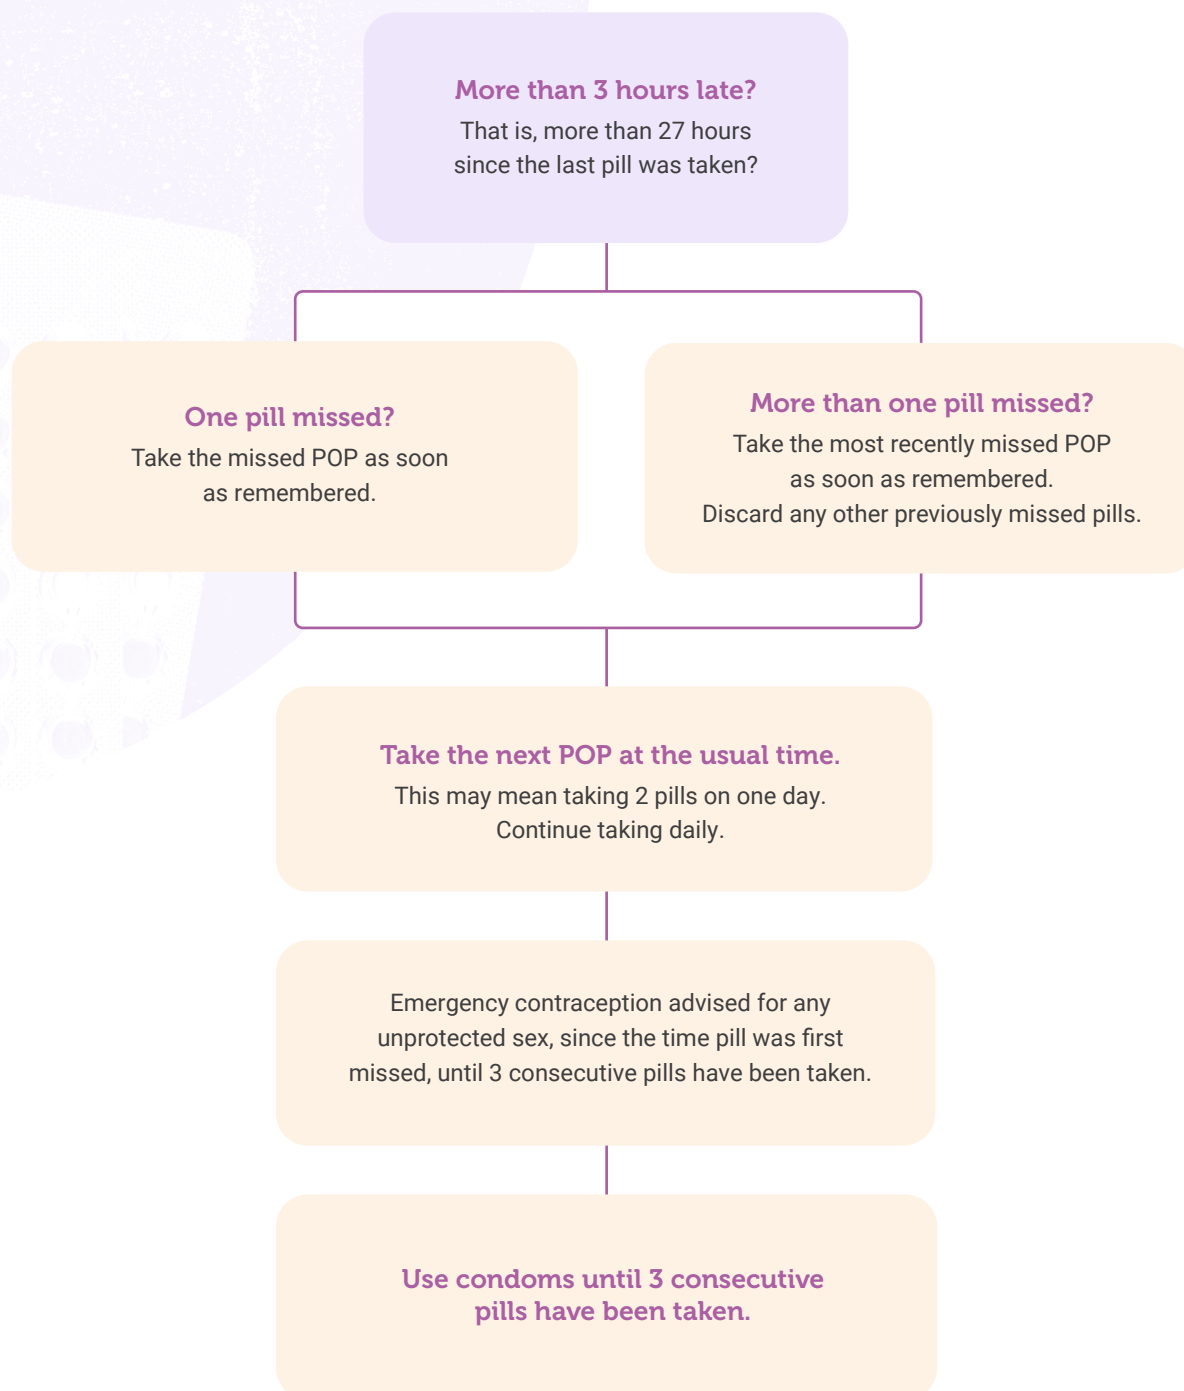 More than 3 hours late?
That is, more than 27 hours
since the last pill was taken?
One pill missed?
Take the missed POP as soon
as remembered.
More than one pill missed?
Take the most recently missed POP
as soon as remembered.
Discard any other previously missed pills.
Take the next POP at the usual time.
This may mean taking 2 pills on one day.
Continue taking daily.
Emergency contraception advised for any
unprotected sex, since the time pill was first
missed, until 3 consecutive pills have been taken.
Use condoms until 3 consecutive
pills have been taken.